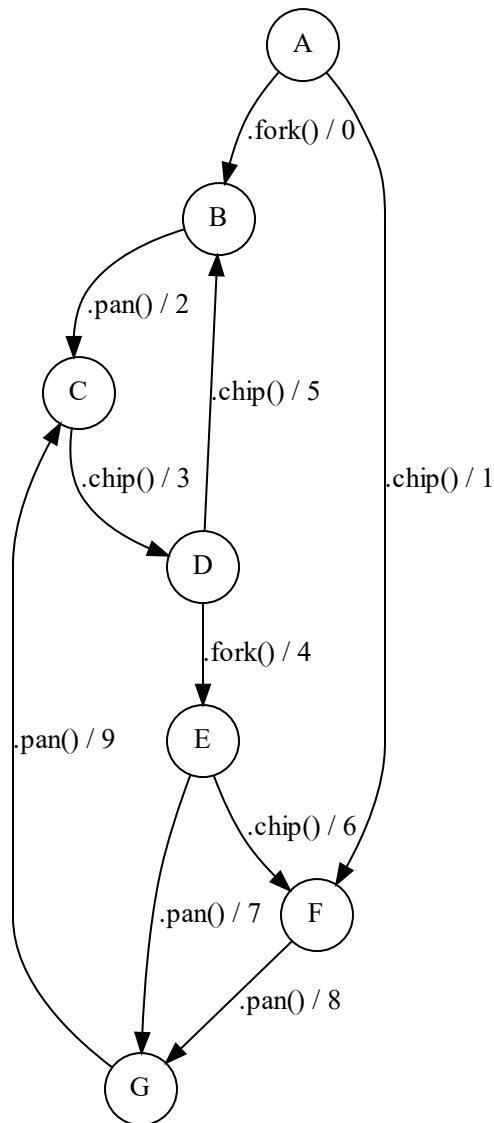 A
.fork() / 0
B
.pan() / 2
C
.chip() / 5
.chip() / 3
.chip() / 1
D
.fork() / 4
.pan() / 9
E
.chip() / 6
.pan() / 7
F
.pan() / 8
G